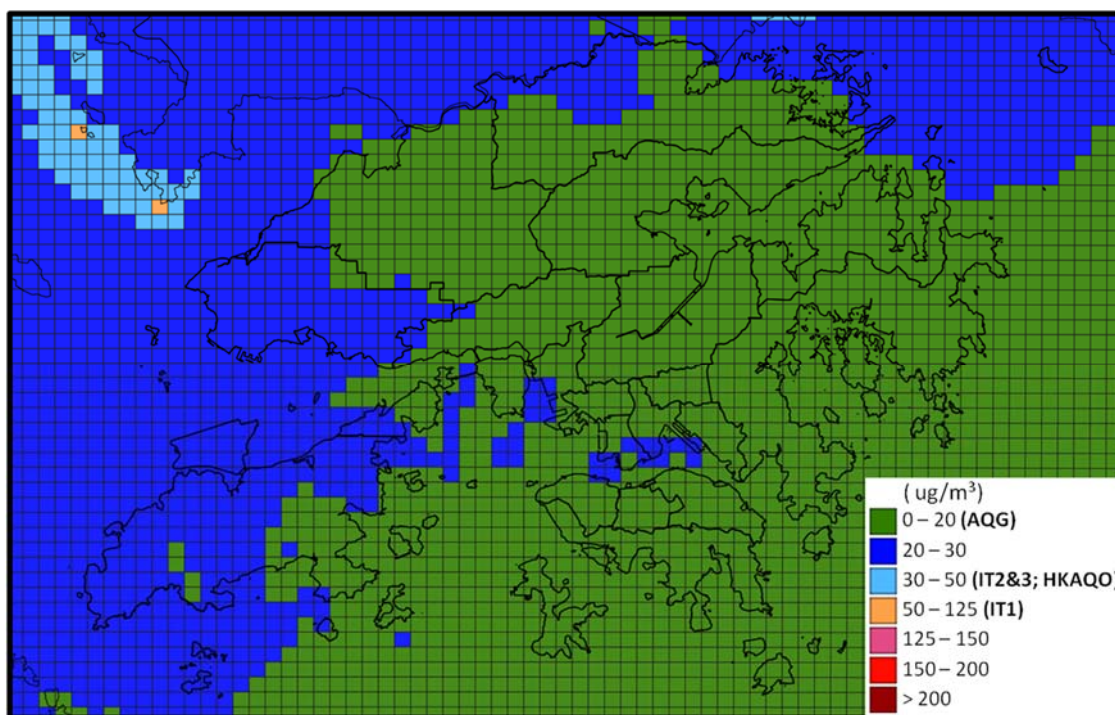 ( ug/m³)
0 – 20 (AQG)
20 – 30
30 – 50 (IT2&3; HKAQO)
50 – 125 (IT1)
125 – 150
150 – 200
> 200